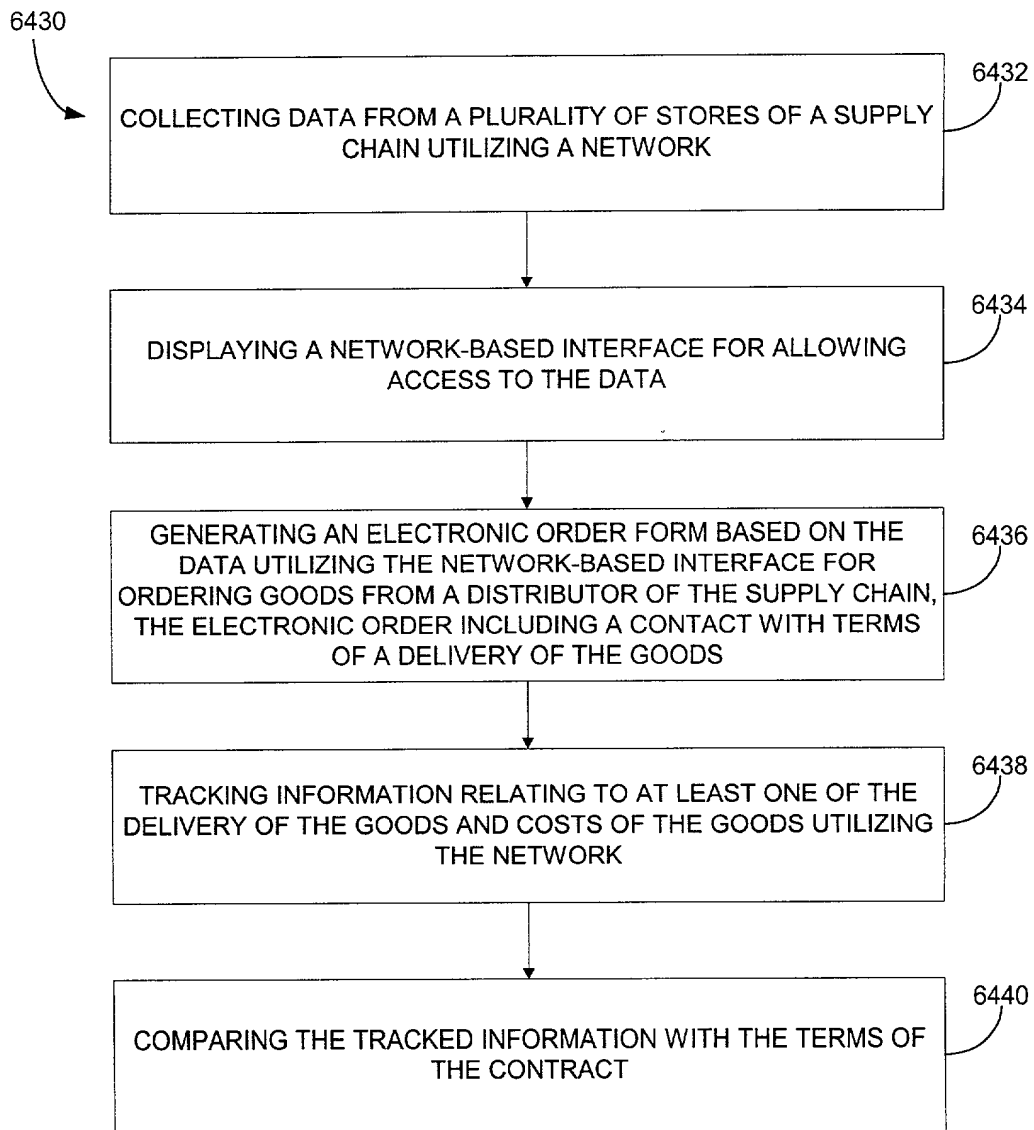 6430
6432
COLLECTING DATA FROM A PLURALITY OF STORES OF A SUPPLY
CHAIN UTILIZING A NETWORK
6434
DISPLAYING A NETWORK-BASED INTERFACE FOR ALLOWING
ACCESS TO THE DATA
6436
GENERATING AN ELECTRONIC ORDER FORM BASED ON THE
DATA UTILIZING THE NETWORK-BASED INTERFACE FOR
ORDERING GOODS FROM A DISTRIBUTOR OF THE SUPPLY CHAIN,
THE ELECTRONIC ORDER INCLUDING A CONTACT WITH TERMS
OF A DELIVERY OF THE GOODS
6438
TRACKING INFORMATION RELATING TO AT LEAST ONE OF THE
DELIVERY OF THE GOODS AND COSTS OF THE GOODS UTILIZING
THE NETWORK
6440
COMPARING THE TRACKED INFORMATION WITH THE TERMS OF
THE CONTRACT